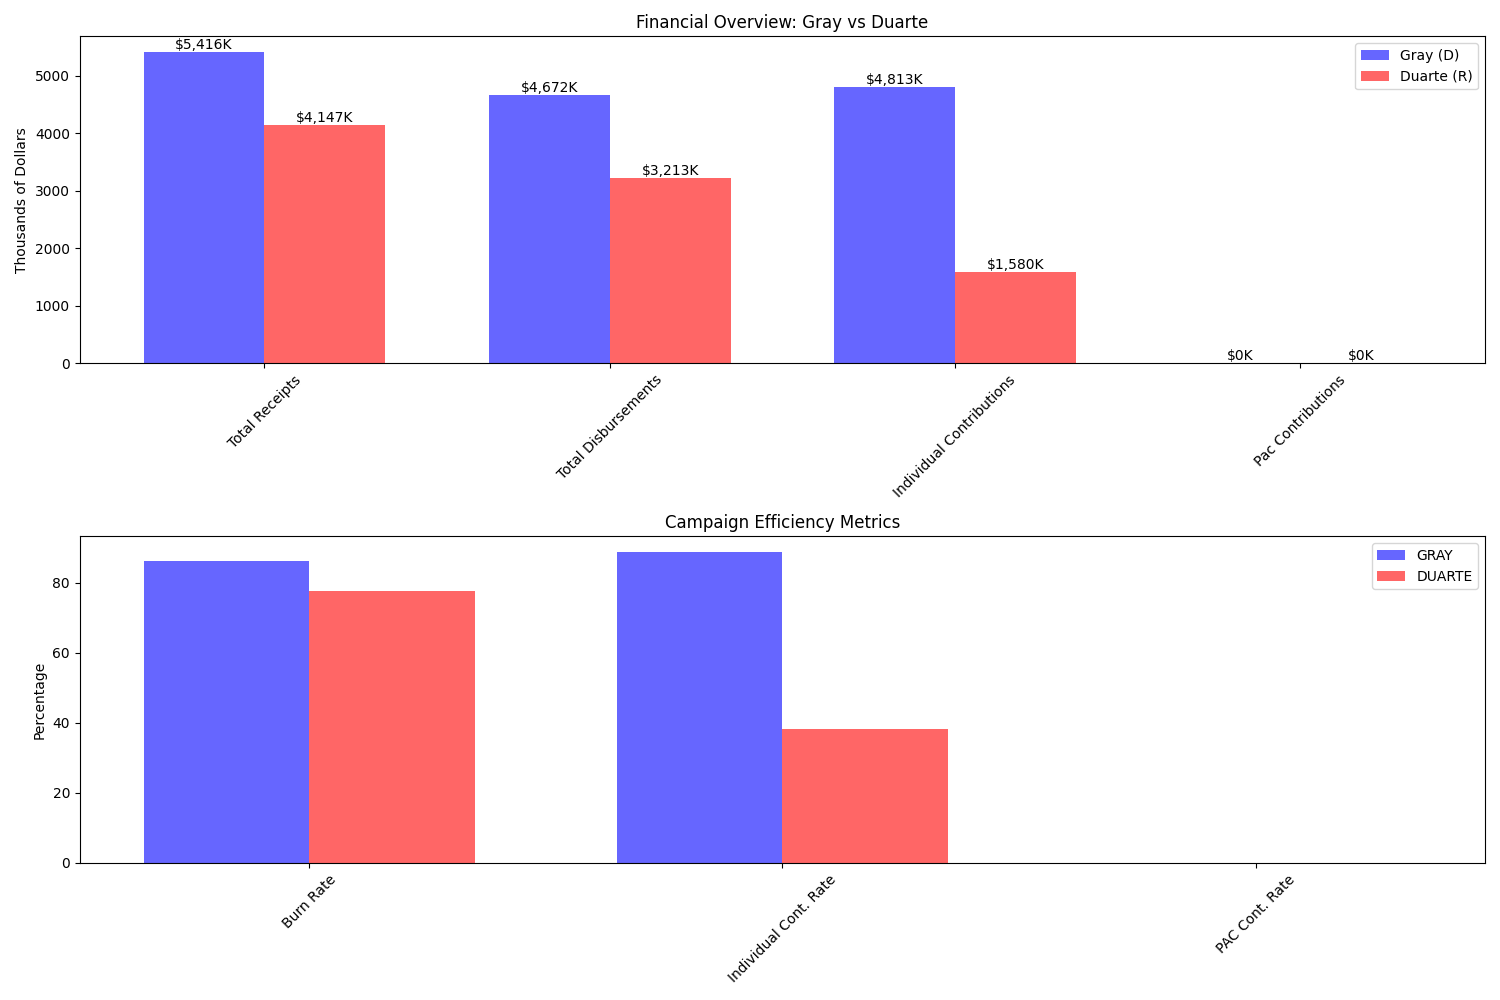 Financial Overview: Gray vs Duarte
Thousands of Dollars
5000
4000
3000
2000
1000
0
$5,416K
$4,147K
$4,672K
$3,213K
$4,813K
$1,580K
$0K
$0K
Gray (D)
Duarte (R)
Total Receipts
Total Disbursements
Individual Contributions
Pac Contributions
Campaign Efficiency Metrics
Percentage
80
60
40
20
0
GRAY
DUARTE
Burn Rate
Individual Cont. Rate
PAC Cont. Rate